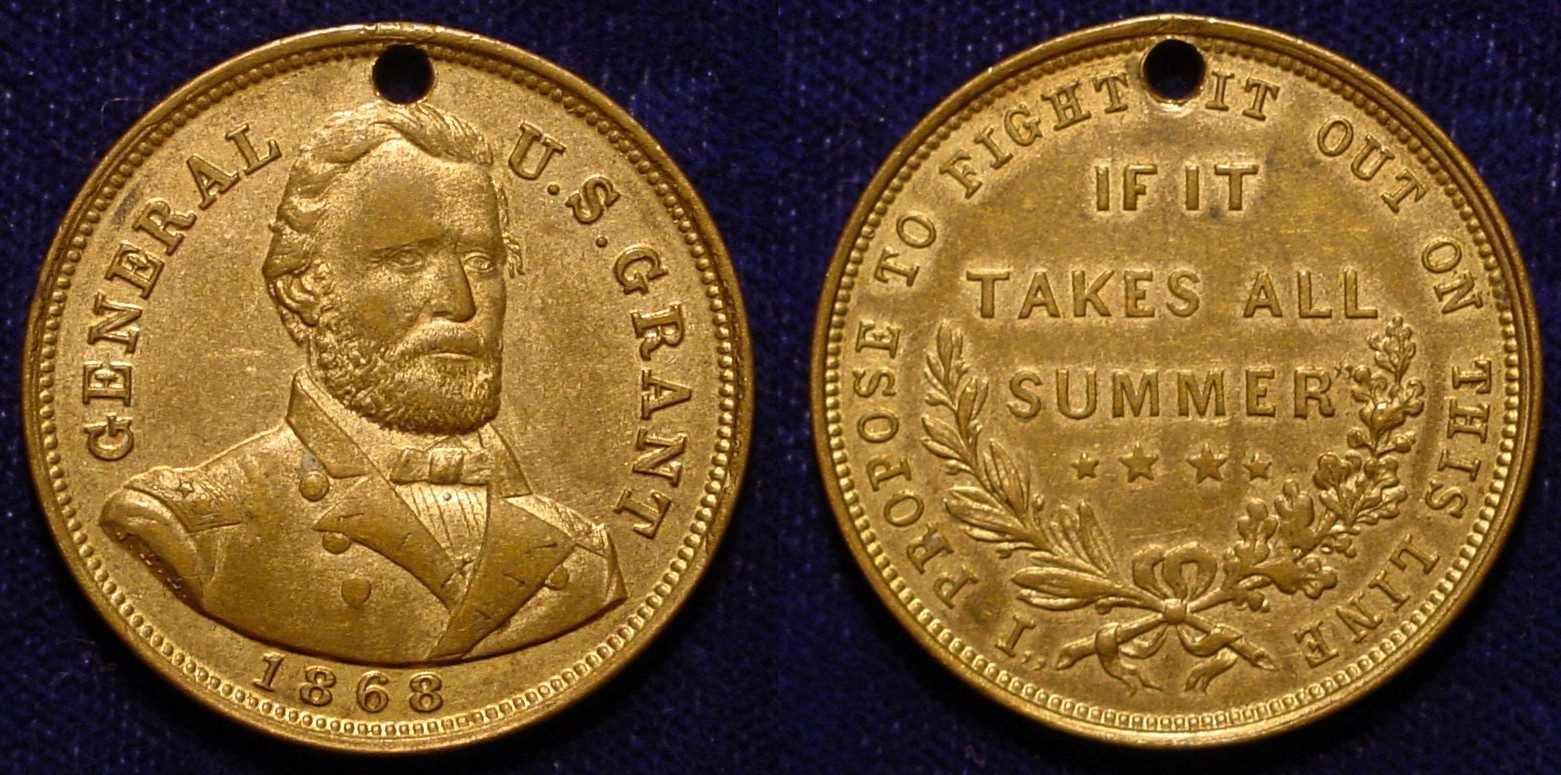 GENERAL U.S. GRANT
1868
"I PROPOSE TO FIGHT IT OUT ON THIS LINE
IF IT
TAKES ALL
SUMMER"